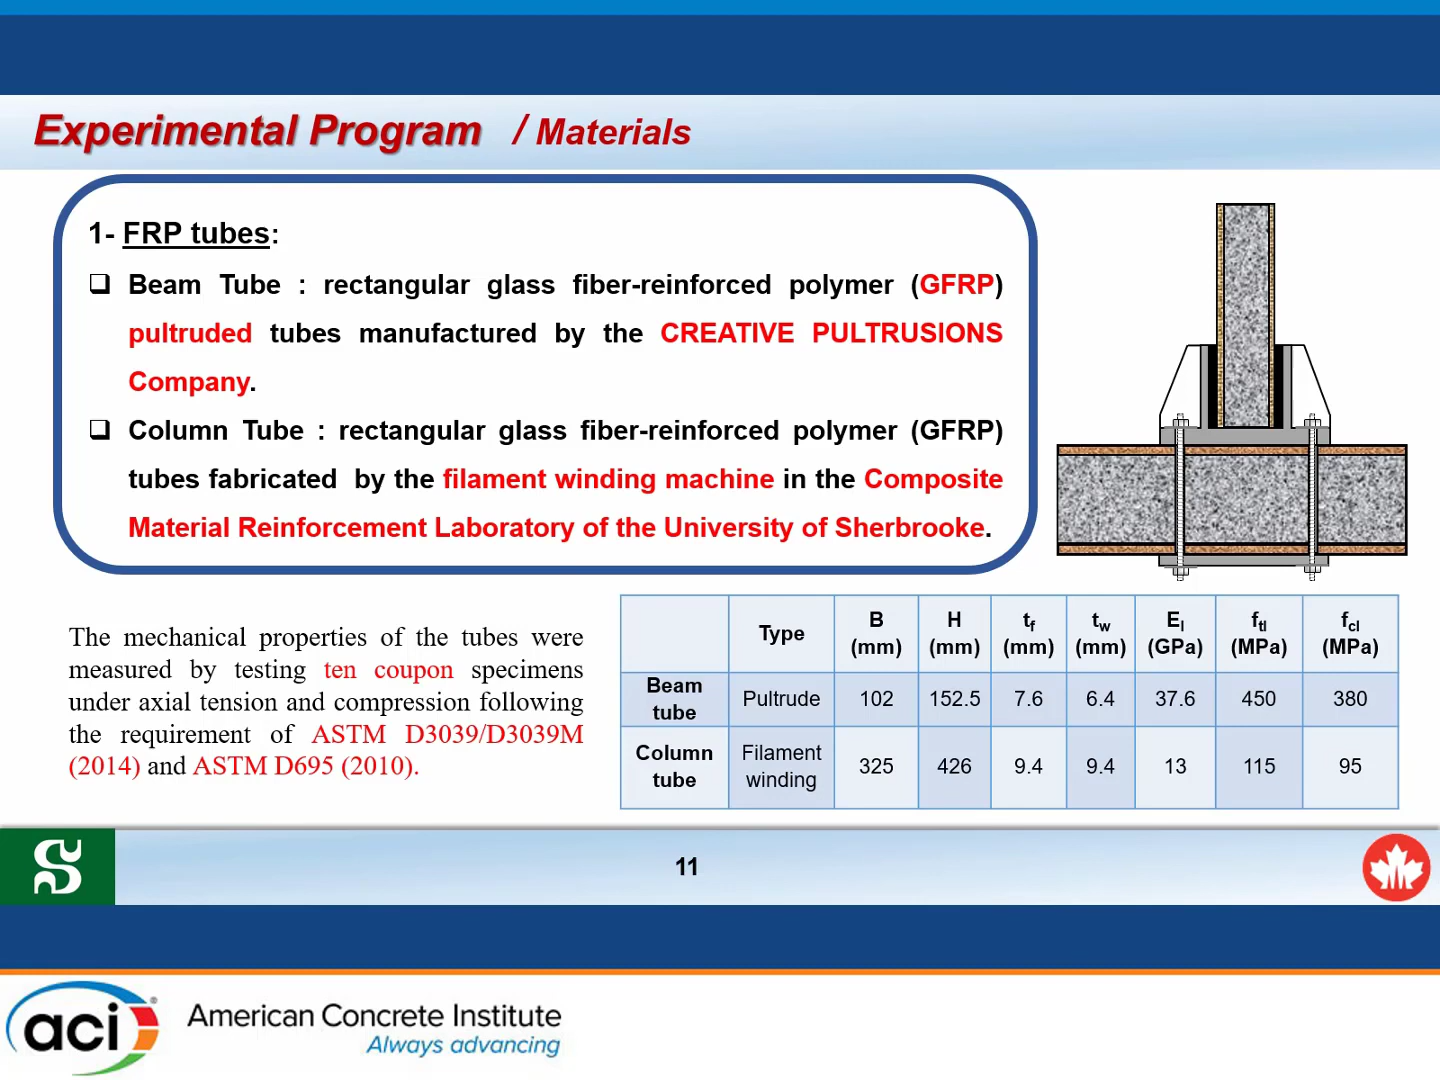 Experimental Program / Materials
1- FRP tubes:
❑ Beam Tube : rectangular glass fiber-reinforced polymer (GFRP)
pultruded tubes manufactured by the CREATIVE PULTRUSIONS
Company.
❑ Column Tube : rectangular glass fiber-reinforced polymer (GFRP)
tubes fabricated by the filament winding machine in the Composite
Material Reinforcement Laboratory of the University of Sherbrooke.
The mechanical properties of the tubes were
measured by testing ten coupon specimens
under axial tension and compression following
the requirement of ASTM D3039/D3039M
(2014) and ASTM D695 (2010).
Type B (mm) H (mm) tf (mm) tw (mm) El (GPa) ftl (MPa) fcl (MPa)
Beam tube Pultrude 102 152.5 7.6 6.4 37.6 450 380
Column tube Filament winding 325 426 9.4 9.4 13 115 95
S
11
aci®
American Concrete Institute
Always advancing